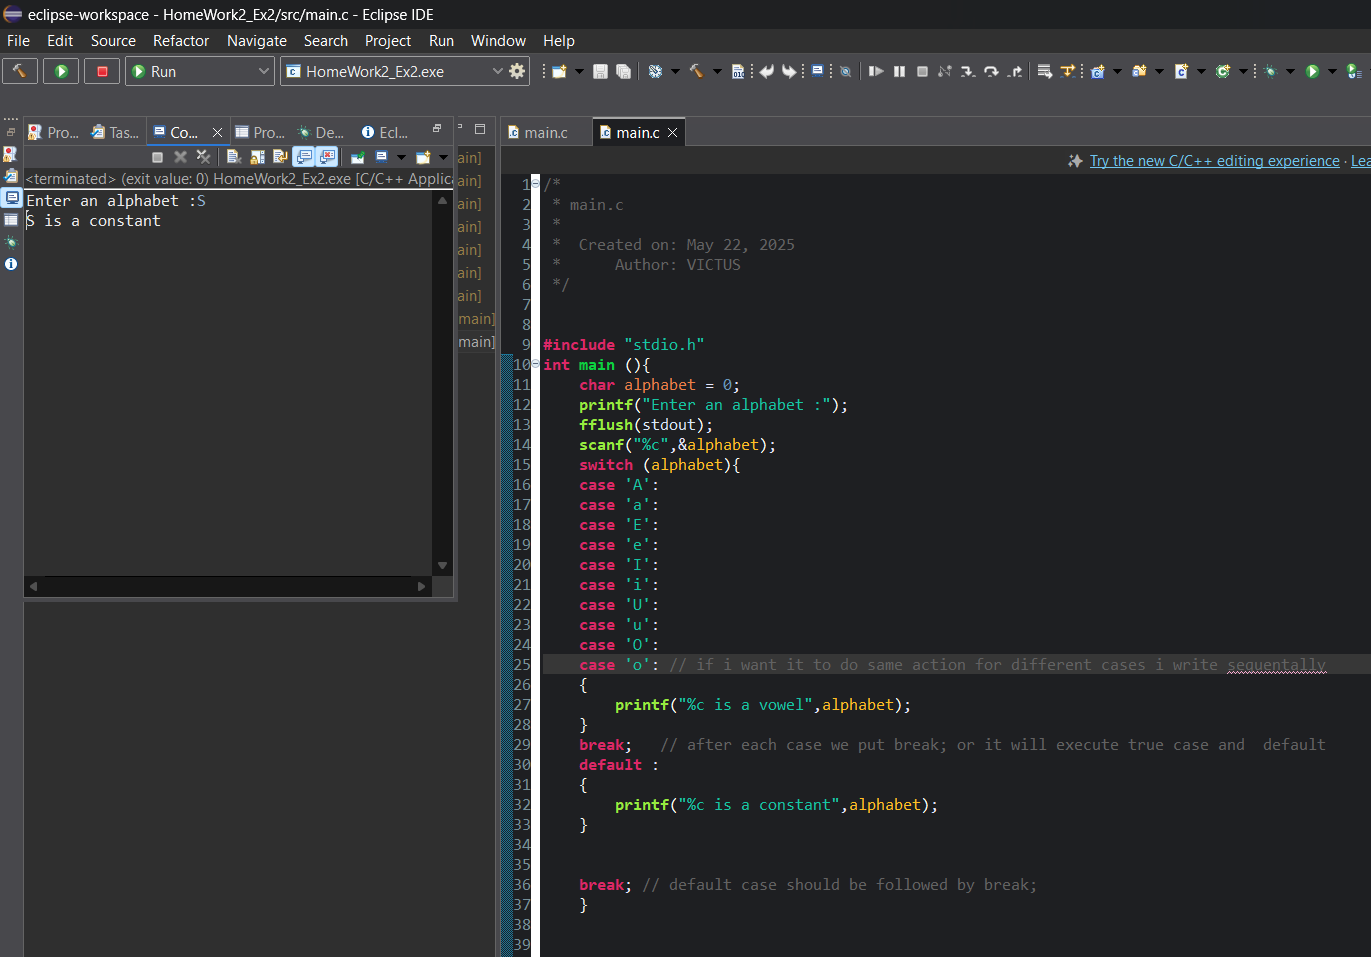 eclipse-workspace - HomeWork2_Ex2/src/main.c - Eclipse IDE
File Edit Source Refactor Navigate Search Project Run Window Help
Run HomeWork2_Ex2.exe
Pro... Tas... Co... Pro... De... Ecl...
<terminated> (exit value: 0) HomeWork2_Ex2.exe [C/C++ Applica
Enter an alphabet :S
S is a constant
ain]
ain]
ain]
ain]
ain]
ain]
ain]
main]
main]
main.c main.c
Try the new C/C++ editing experience · Lea
1 /*
2 * main.c
3 *
4 * Created on: May 22, 2025
5 * Author: VICTUS
6 */
7
8
9 #include "stdio.h"
10 int main (){
11 char alphabet = 0;
12 printf("Enter an alphabet :");
13 fflush(stdout);
14 scanf("%c",&alphabet);
15 switch (alphabet){
16 case 'A':
17 case 'a':
18 case 'E':
19 case 'e':
20 case 'I':
21 case 'i':
22 case 'U':
23 case 'u':
24 case 'O':
25 case 'o': // if i want it to do same action for different cases i write sequentally
26 {
27 printf("%c is a vowel",alphabet);
28 }
29 break; // after each case we put break; or it will execute true case and default
30 default :
31 {
32 printf("%c is a constant",alphabet);
33 }
34
35
36 break; // default case should be followed by break;
37 }
38
39